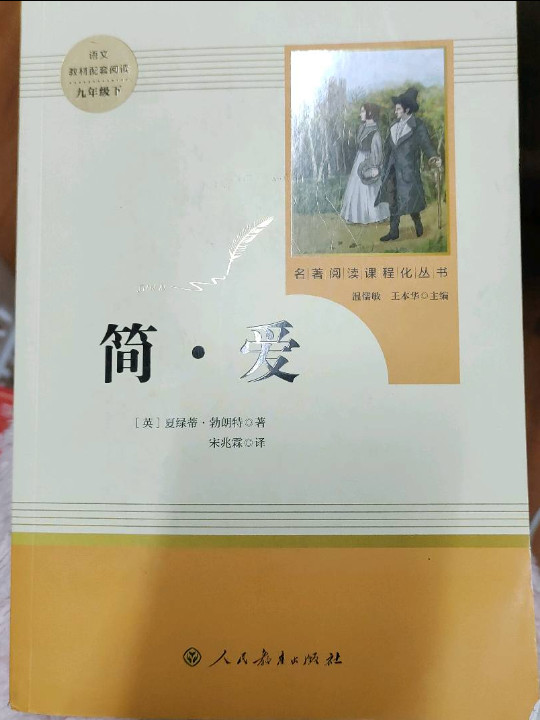 语文
教材配套阅读
九年级下
名著阅读课程化丛书
温儒敏 王本华◎主编
简·爱
[英]夏绿蒂·勃朗特◎著
宋兆霖◎译
人民教育出版社